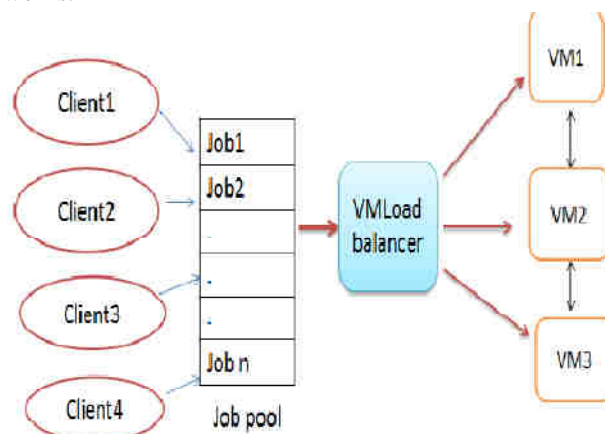 Client1
Client2
Client3
Client4
Job1
Job2
.
.
.
Job n
Job pool
VMLoad
balancer
VM1
VM2
VM3